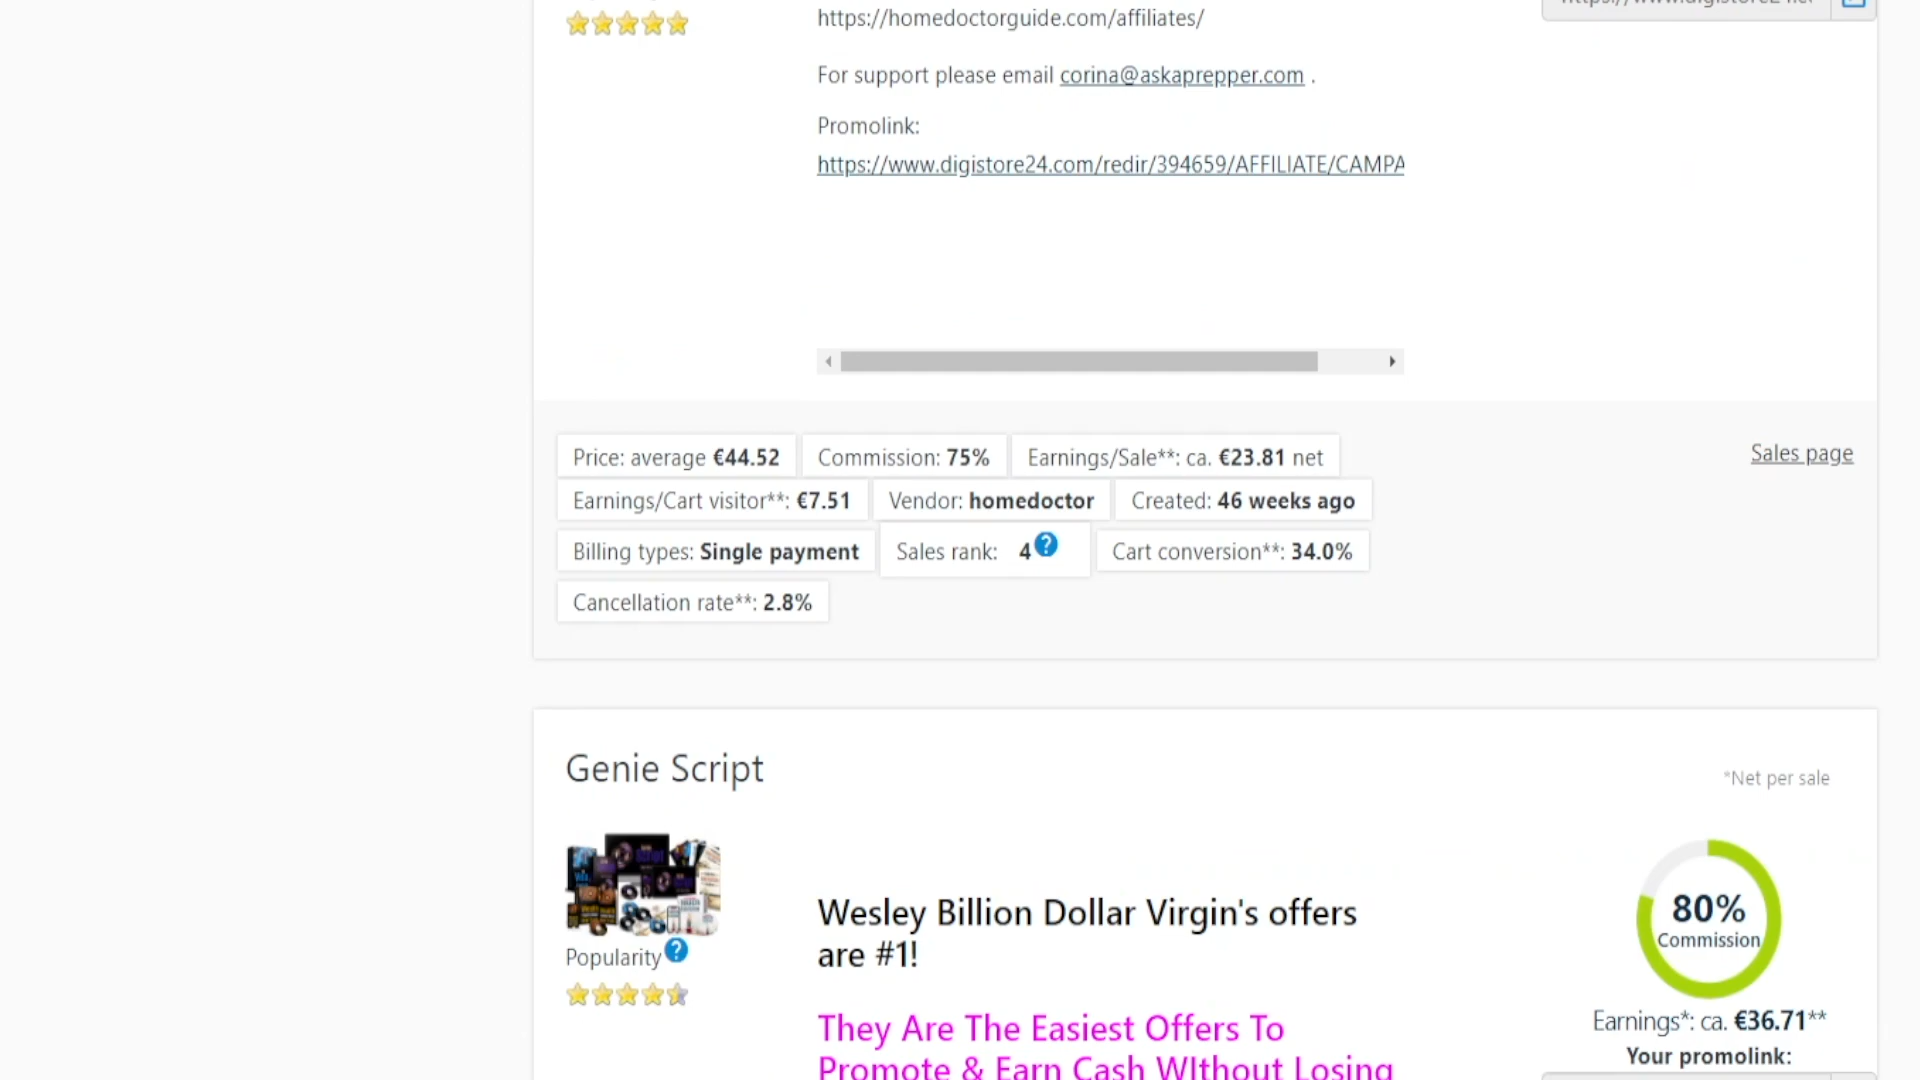 https://homedoctorguide.com/affiliates/
For support please email corina@askaprepper.com .
Promolink:
https://www.digistore24.com/redir/394659/AFFILIATE/CAMPA
Price: average €44.52
Commission: 75%
Earnings/Sale**: ca. €23.81 net
Sales page
Earnings/Cart visitor**: €7.51
Vendor: homedoctor
Created: 46 weeks ago
Billing types: Single payment
Sales rank: 4
Cart conversion**: 34.0%
Cancellation rate**: 2.8%
Genie Script
*Net per sale
Popularity
Wesley Billion Dollar Virgin's offers
are #1!
They Are The Easiest Offers To
Promote & Earn Cash WIthout Losing
80%
Commission
Earnings*: ca. €36.71**
Your promolink: